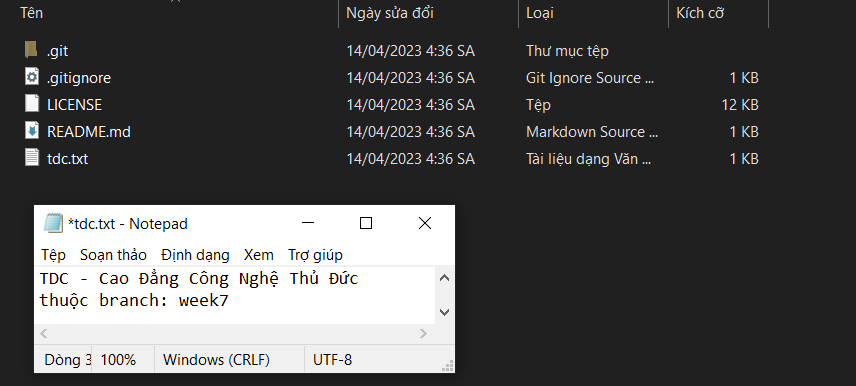 Tên Ngày sửa đổi Loại Kích cỡ
.git 14/04/2023 4:36 SA Thư mục tệp
.gitignore 14/04/2023 4:36 SA Git Ignore Source ... 1 KB
LICENSE 14/04/2023 4:36 SA Tệp 12 KB
README.md 14/04/2023 4:36 SA Markdown Source ... 1 KB
tdc.txt 14/04/2023 4:36 SA Tài liệu dạng Văn ... 1 KB
*tdc.txt - Notepad
Tệp Soạn thảo Định dạng Xem Trợ giúp
TDC - Cao Đẳng Công Nghệ Thủ Đức
thuộc branch: week7
Dòng 3 100% Windows (CRLF) UTF-8